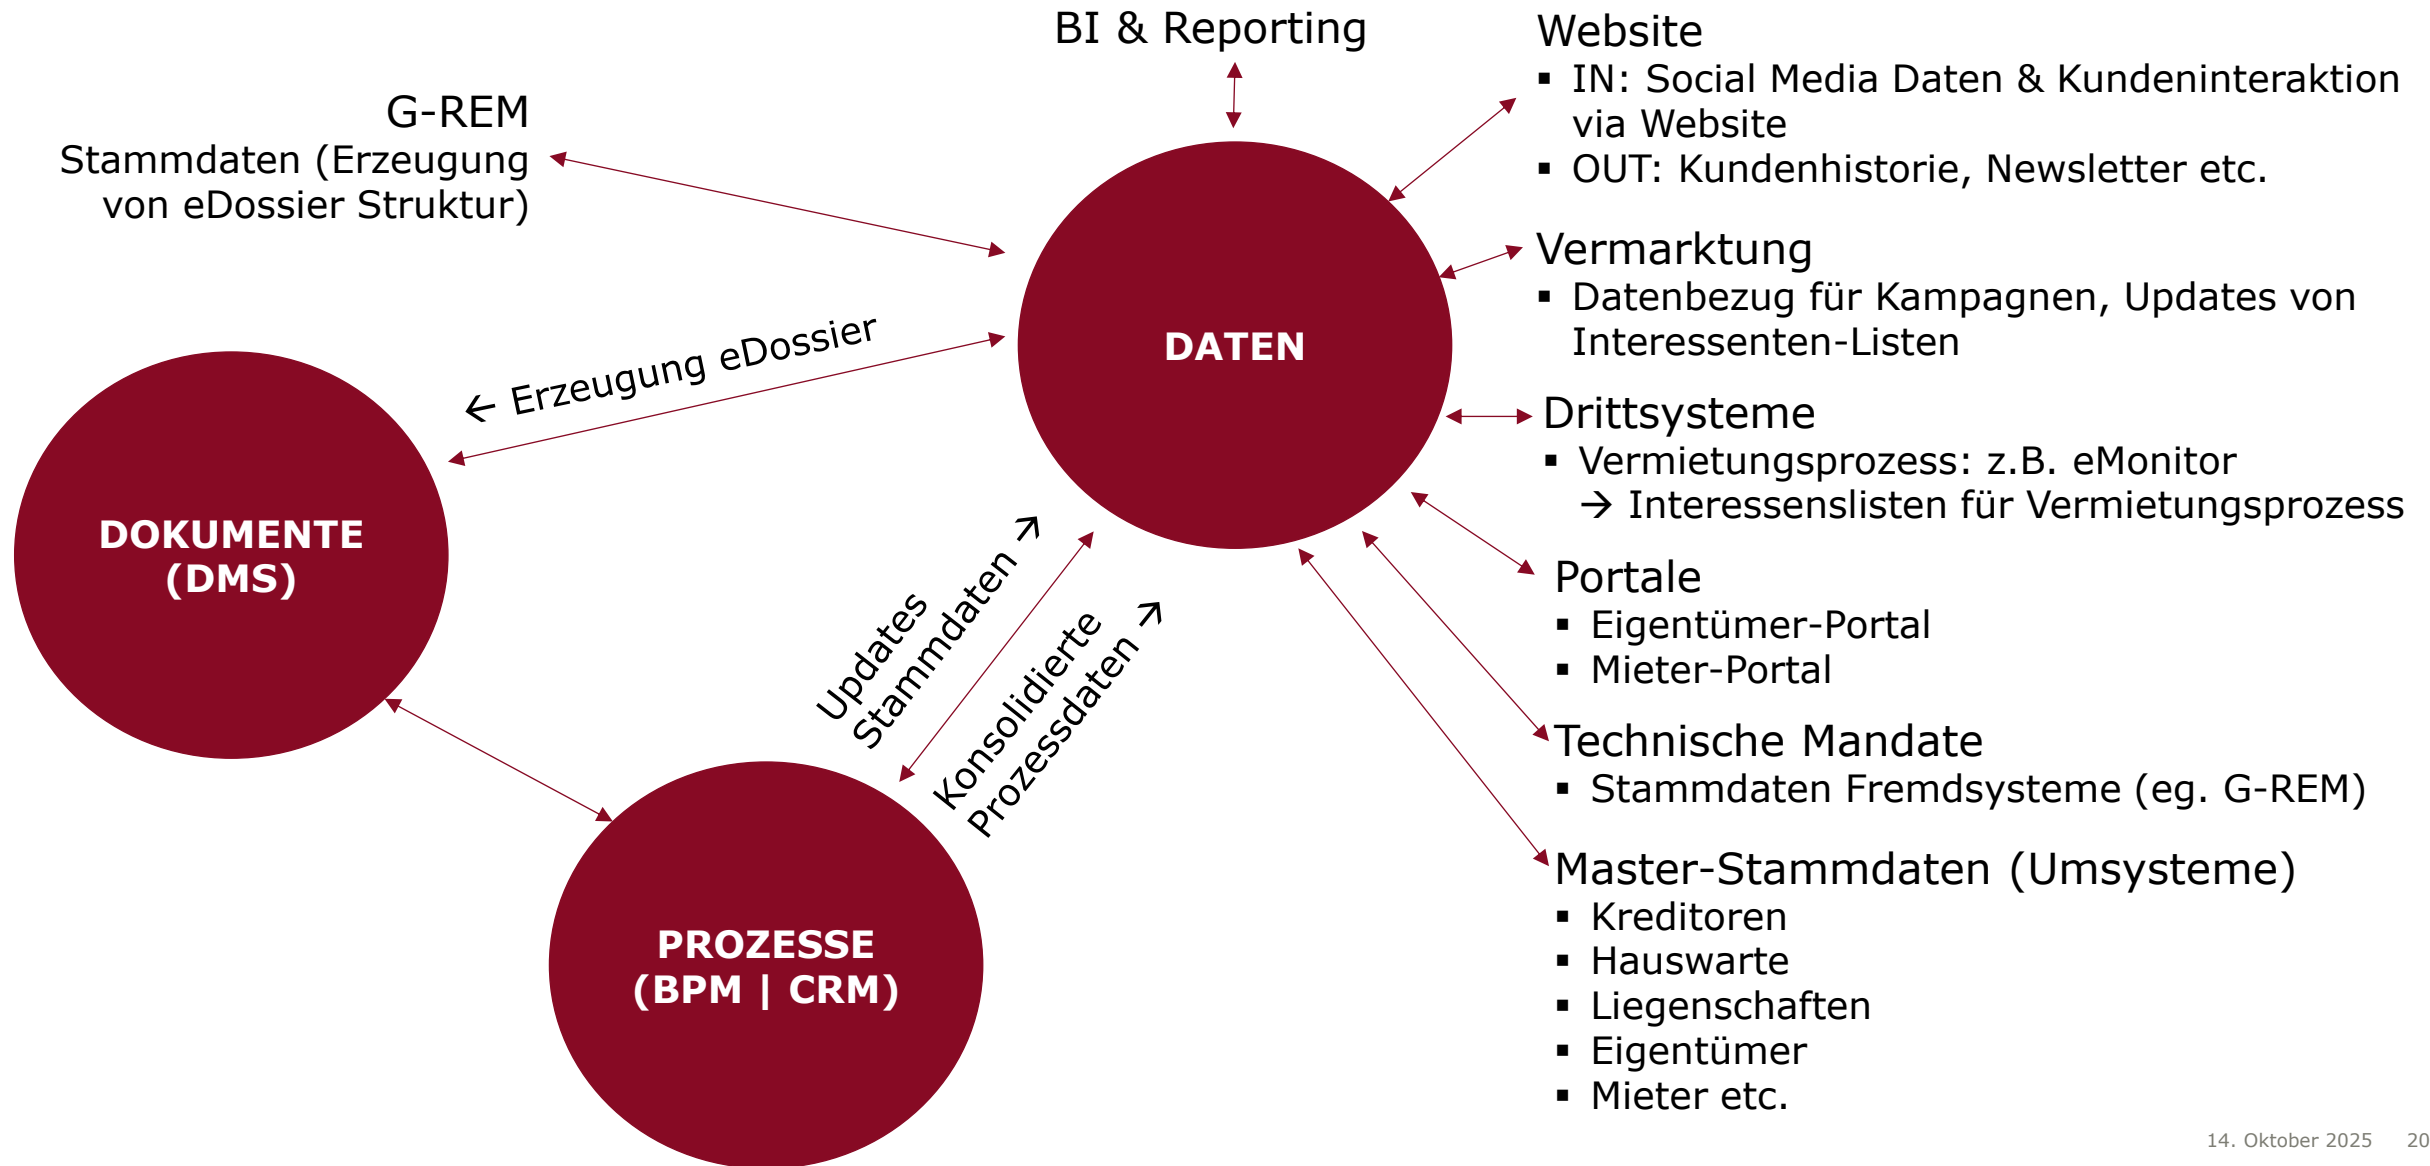 BI & Reporting
G-REM
Stammdaten (Erzeugung
von eDossier Struktur)
← Erzeugung eDossier
DATEN
DOKUMENTE
(DMS)
Updates
Stammdaten →
Konsolidierte
Prozessdaten →
PROZESSE
(BPM | CRM)
Website
▪ IN: Social Media Daten & Kundeninteraktion
via Website
▪ OUT: Kundenhistorie, Newsletter etc.
Vermarktung
▪ Datenbezug für Kampagnen, Updates von
Interessenten-Listen
Drittsysteme
▪ Vermietungsprozess: z.B. eMonitor
→ Interessenslisten für Vermietungsprozess
Portale
▪ Eigentümer-Portal
▪ Mieter-Portal
Technische Mandate
▪ Stammdaten Fremdsysteme (eg. G-REM)
Master-Stammdaten (Umsysteme)
▪ Kreditoren
▪ Hauswarte
▪ Liegenschaften
▪ Eigentümer
▪ Mieter etc.
14. Oktober 2025 20